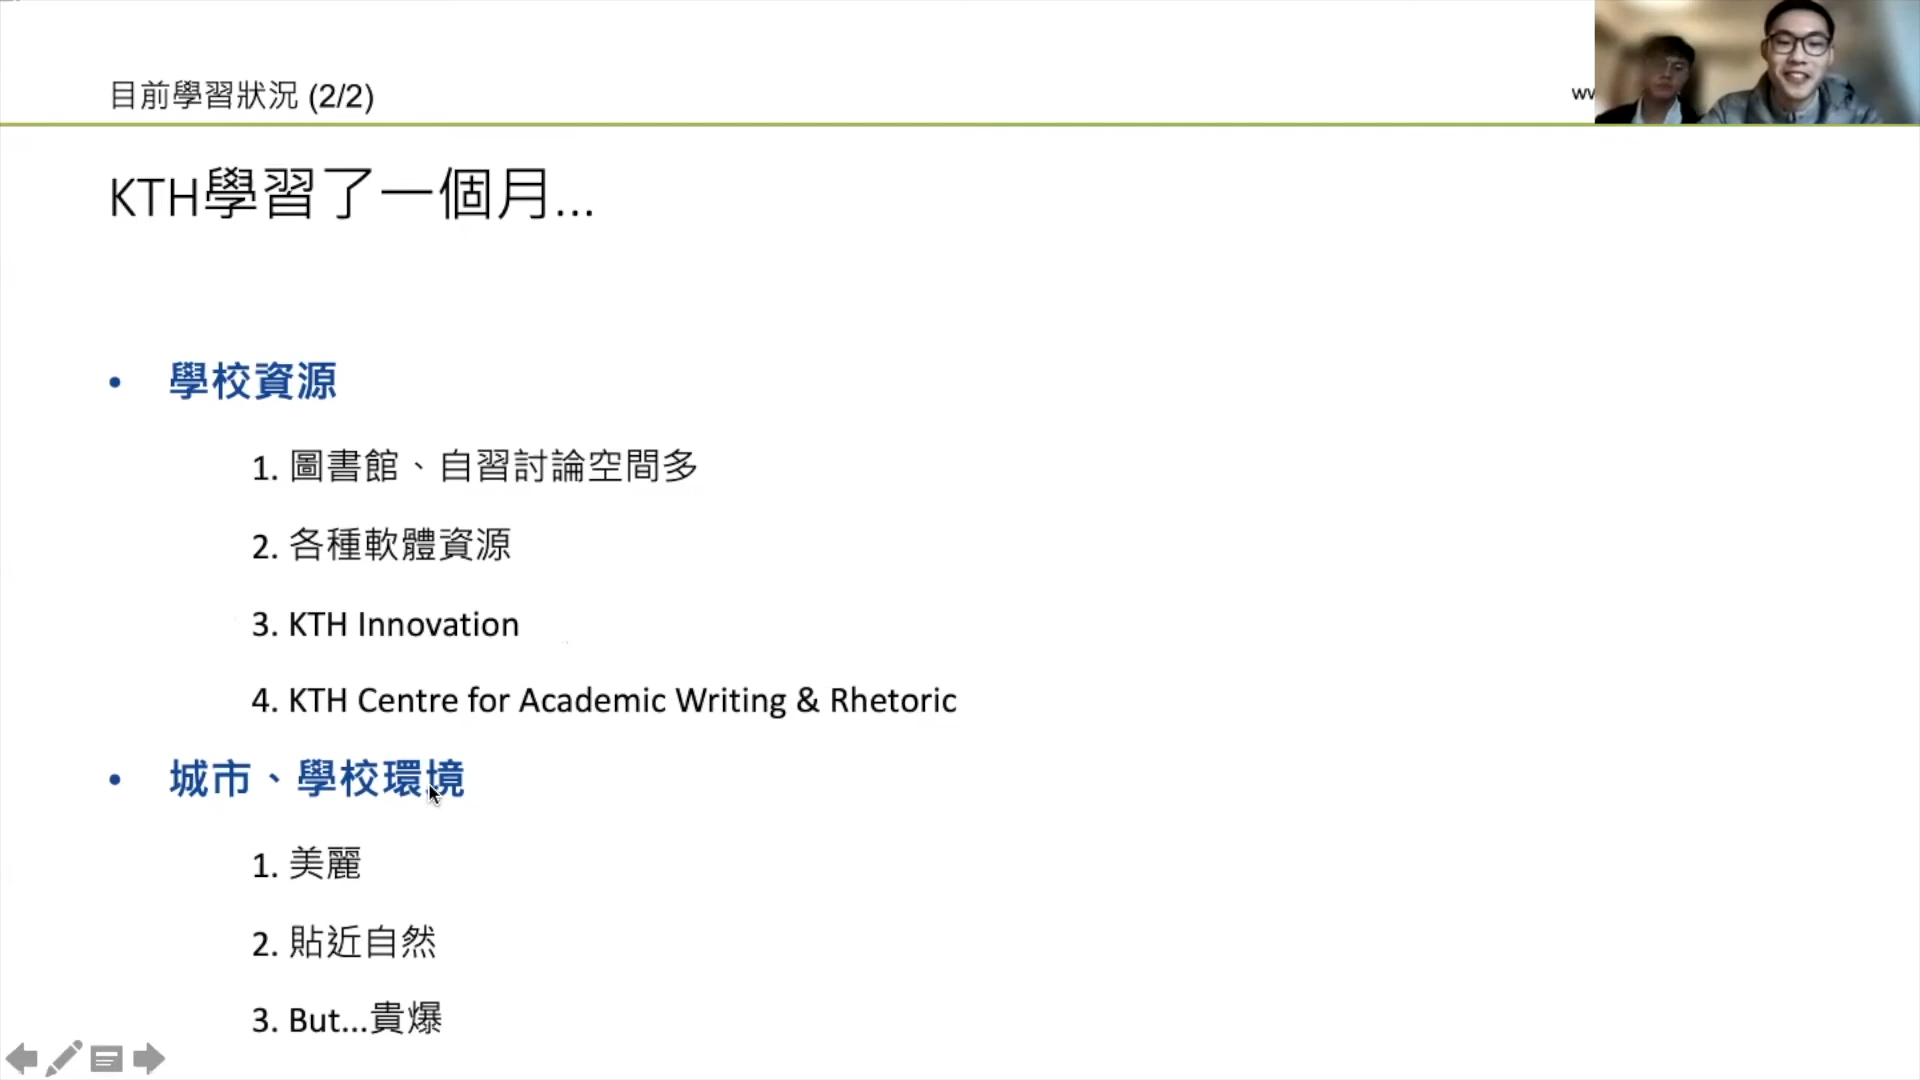 目前學習狀況 (2/2)
KTH學習了一個月...
• 學校資源
1. 圖書館、自習討論空間多
2. 各種軟體資源
3. KTH Innovation
4. KTH Centre for Academic Writing & Rhetoric
• 城市、學校環境
1. 美麗
2. 貼近自然
3. But...貴爆